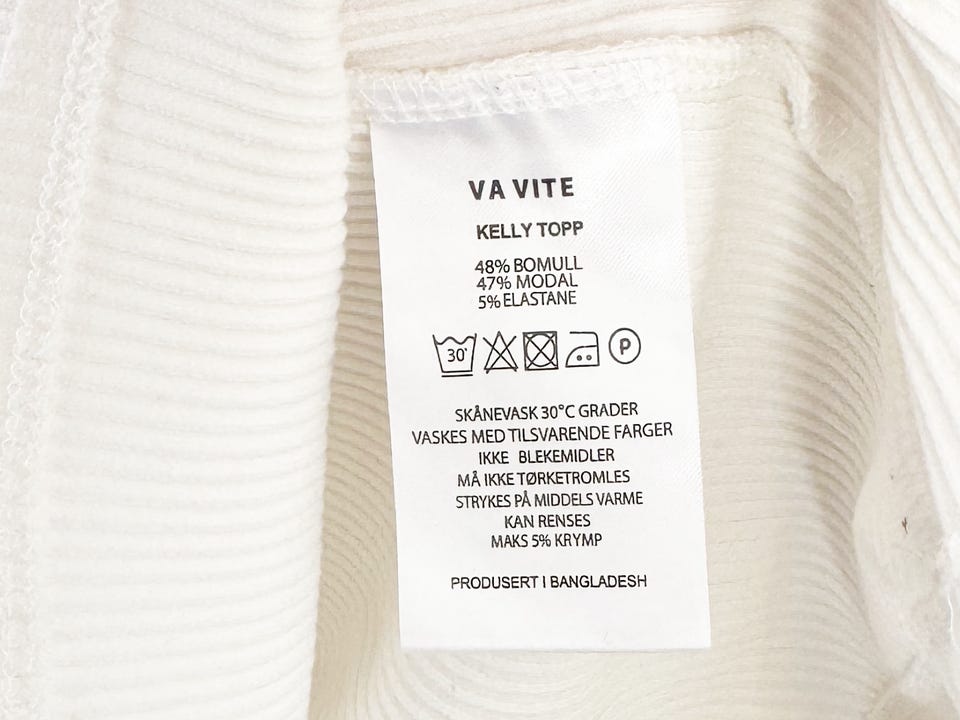 VA VITE
KELLY TOPP
48% BOMULL
47% MODAL
5% ELASTANE
30° P
SKÅNEVASK 30°C GRADER
VASKES MED TILSVARENDE FARGER
IKKE BLEKEMIDLER
MÅ IKKE TØRKETROMLES
STRYKES PÅ MIDDELS VARME
KAN RENSES
MAKS 5% KRYMP
PRODUSERT I BANGLADESH